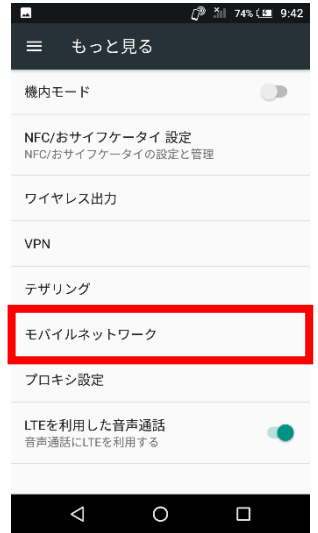 74% 9:42
もっと見る
機内モード
NFC/おサイフケータイ 設定
NFC/おサイフケータイの設定と管理
ワイヤレス出力
VPN
テザリング
モバイルネットワーク
プロキシ設定
LTEを利用した音声通話
音声通話にLTEを利用する